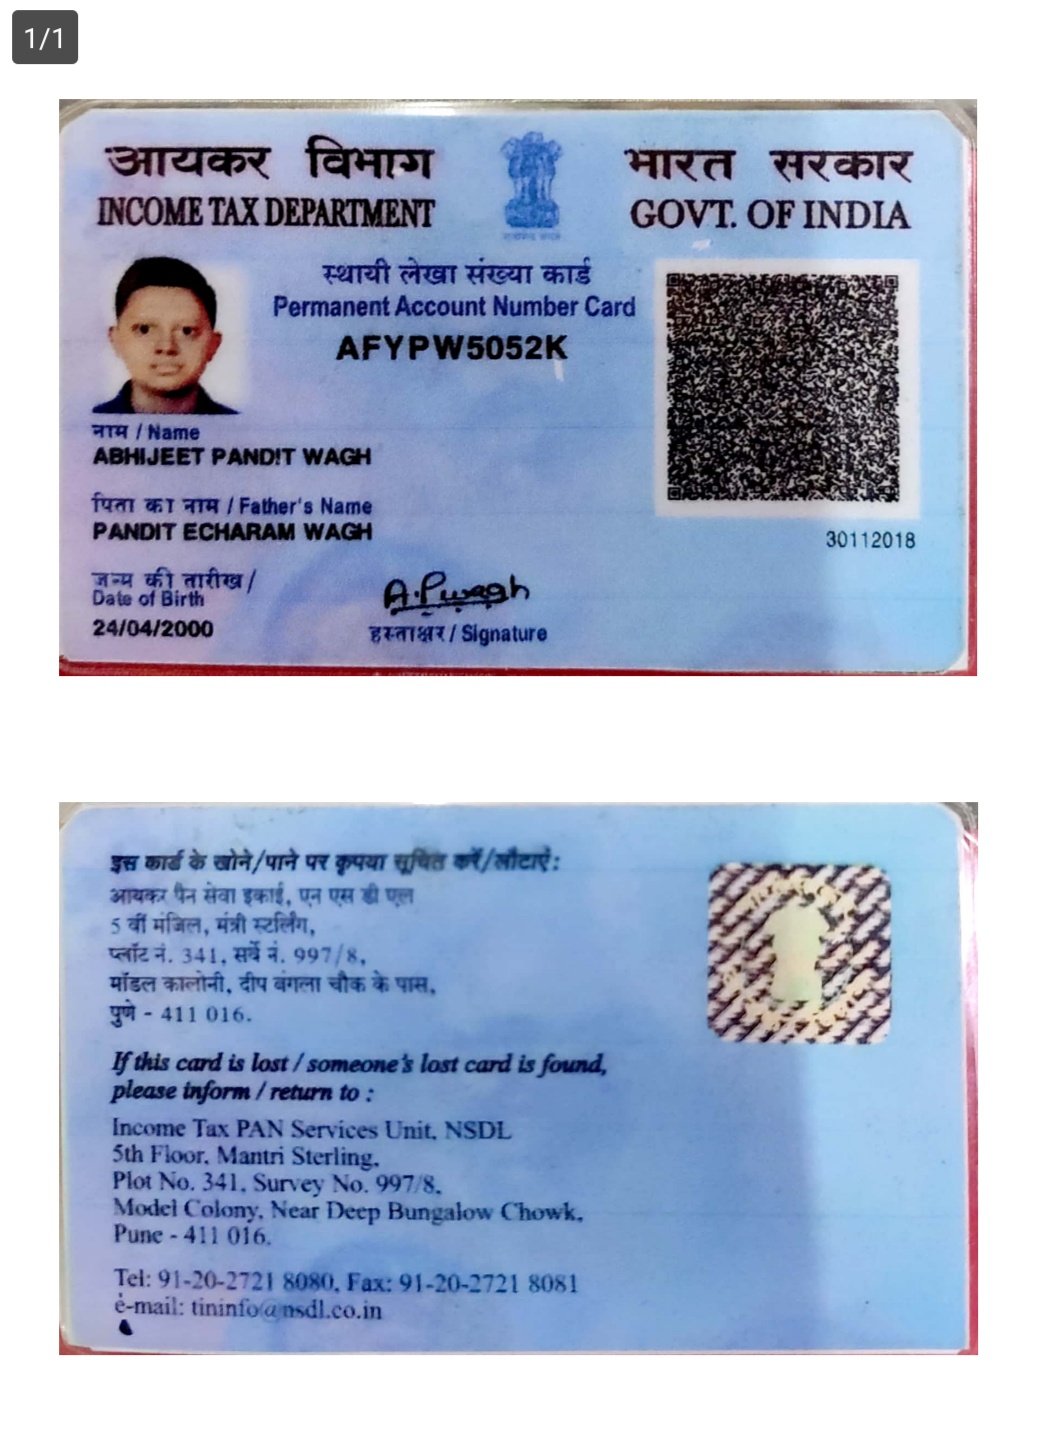 1/1
आयकर विभाग
INCOME TAX DEPARTMENT
भारत सरकार
GOVT. OF INDIA
स्थायी लेखा संख्या कार्ड
Permanent Account Number Card
AFYPW5052K
नाम / Name
ABHIJEET PANDIT WAGH
पिता का नाम / Father's Name
PANDIT ECHARAM WAGH
जन्म की तारीख /
Date of Birth
24/04/2000
A.P.wagh
हस्ताक्षर / Signature
30112018
इस कार्ड के खोने/पाने पर कृपया सूचित करें/लौटाएं:
आयकर पैन सेवा इकाई, एन एस डी एल
5 वीं मंजिल, मंत्री स्टर्लिंग,
प्लॉट नं. 341, सर्वे नं. 997/8,
मॉडल कालोनी, दीप बंगला चौक के पास,
पुणे - 411 016.
If this card is lost / someone's lost card is found,
please inform / return to :
Income Tax PAN Services Unit, NSDL
5th Floor, Mantri Sterling,
Plot No. 341, Survey No. 997/8,
Model Colony, Near Deep Bungalow Chowk,
Pune - 411 016.
Tel: 91-20-2721 8080, Fax: 91-20-2721 8081
e-mail: tininfo@nsdl.co.in